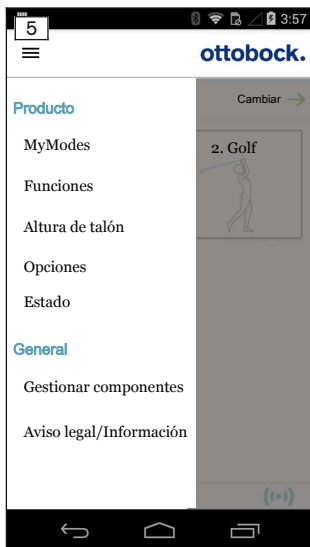 5
3:57
ottobock.
Cambiar
Producto
MyModes
2. Golf
Funciones
Altura de talón
Opciones
Estado
General
Gestionar componentes
Aviso legal/Información